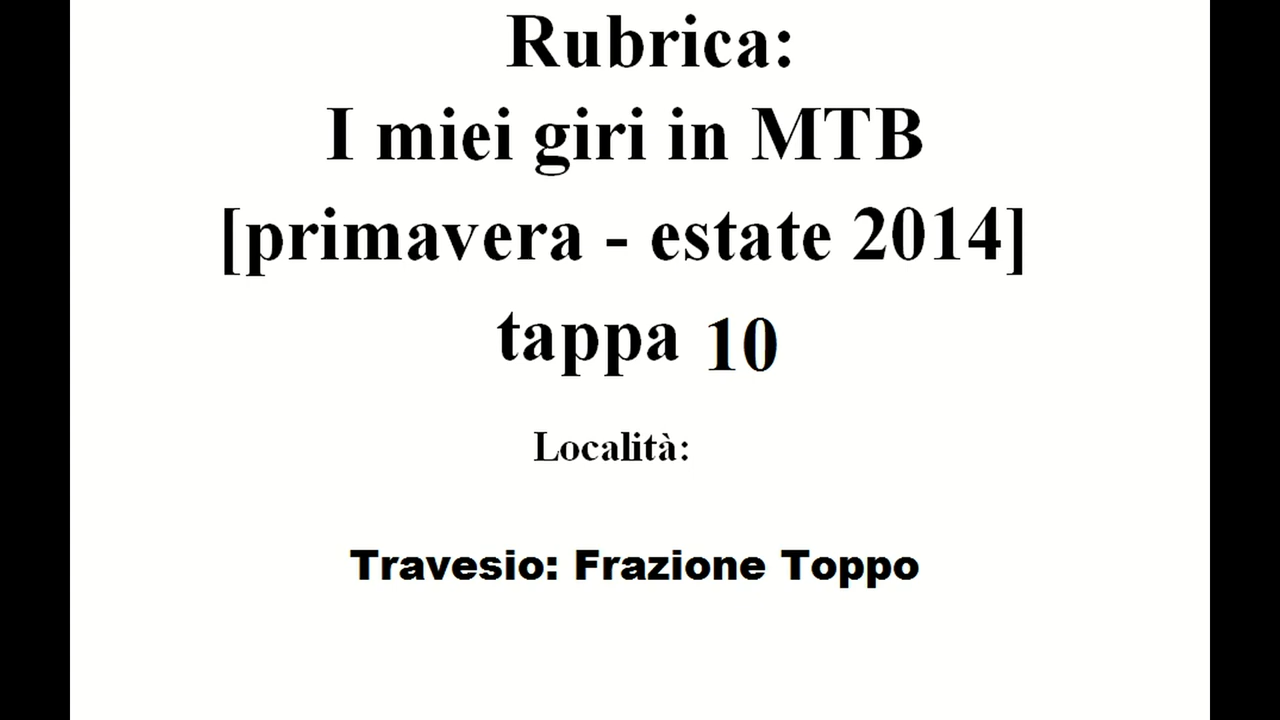 Rubrica:
I miei giri in MTB
[primavera - estate 2014]
tappa 10
Località:
Travesio: Frazione Toppo